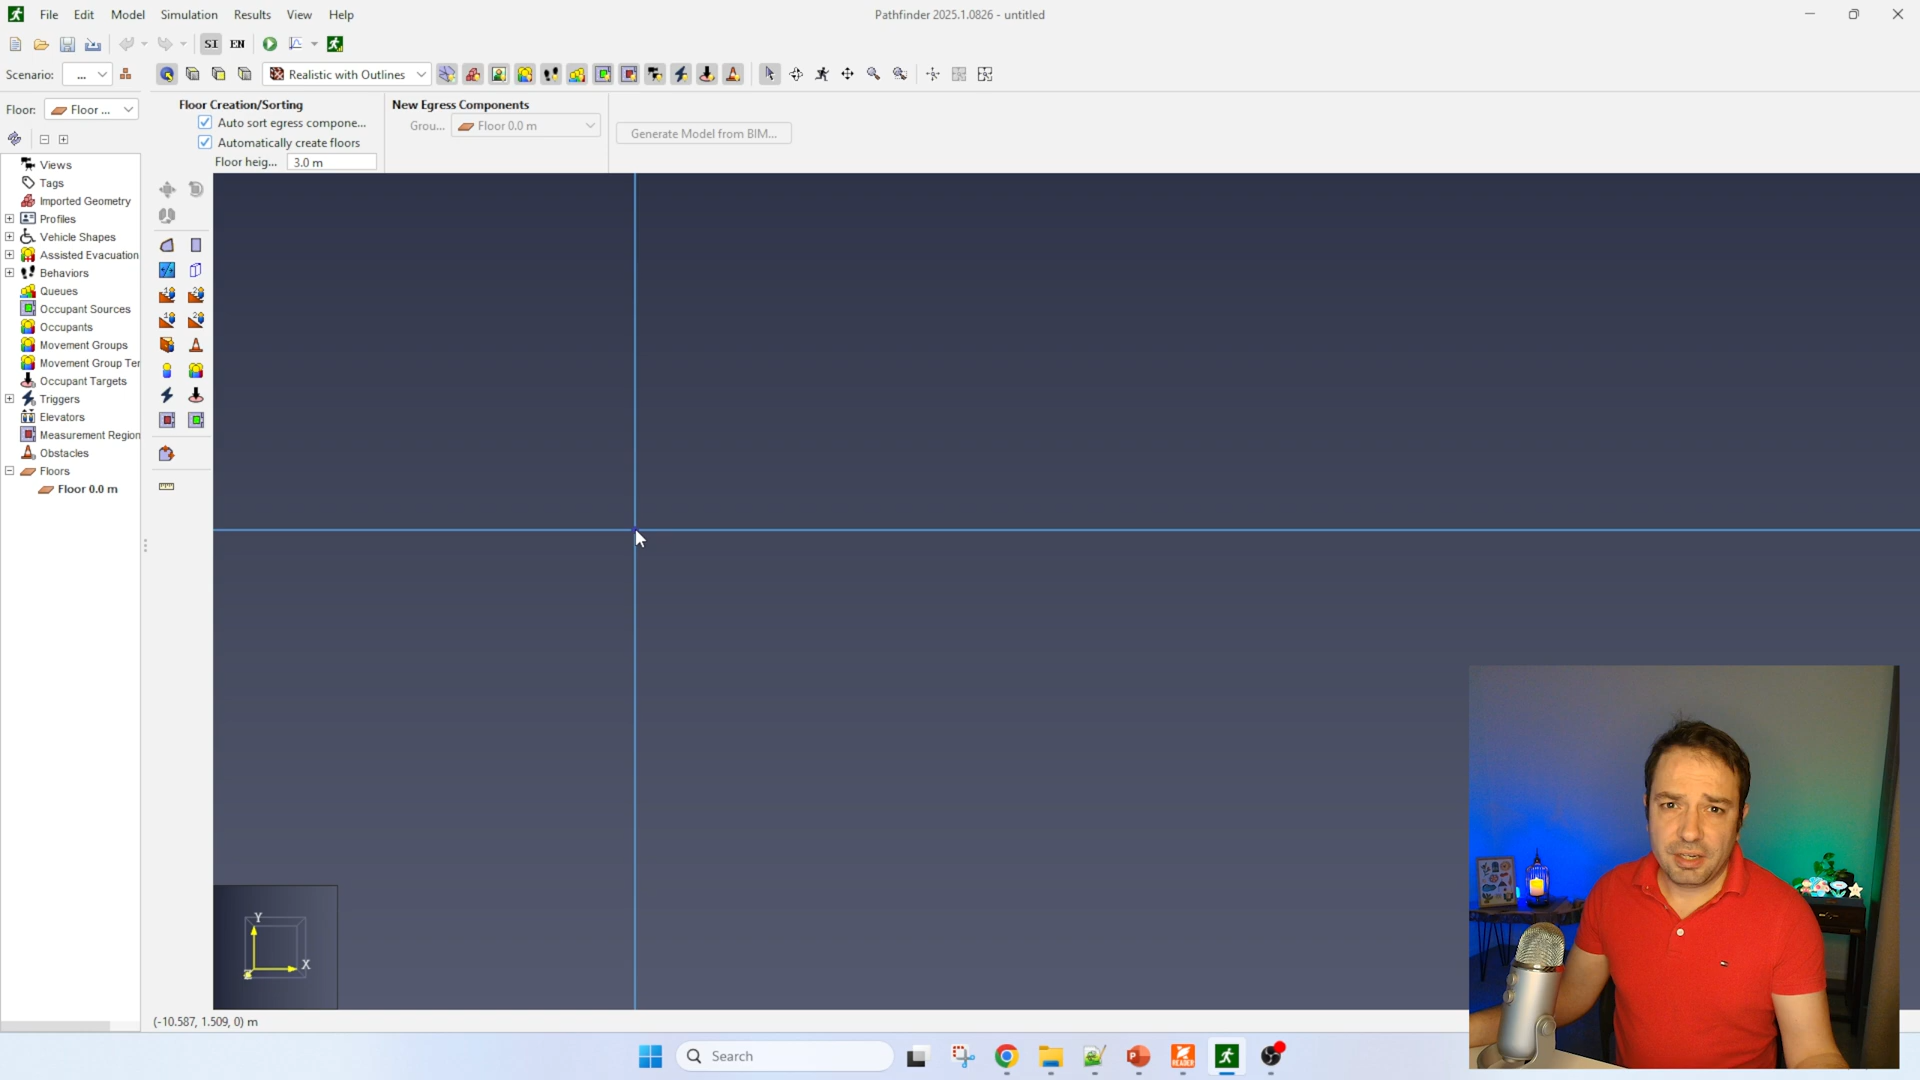 File Edit Model Simulation Results View Help
Pathfinder 2025.1.0826 - untitled
SI EN
Scenario: ... Realistic with Outlines
Floor: Floor ...
Floor Creation/Sorting
Auto sort egress compone...
Automatically create floors
Floor heig... 3.0 m
New Egress Components
Grou... Floor 0.0 m
Generate Model from BIM...
Views
Tags
Imported Geometry
Profiles
Vehicle Shapes
Assisted Evacuation
Behaviors
Queues
Occupant Sources
Occupants
Movement Groups
Movement Group Ter
Occupant Targets
Triggers
Elevators
Measurement Region
Obstacles
Floors
Floor 0.0 m
Y
X
Z
(-10.587, 1.509, 0) m
Search
READER